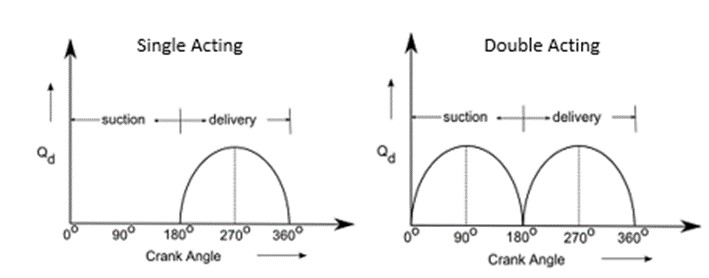 Single Acting
suction delivery
Qd
0° 90° 180° 270° 360°
Crank Angle
Double Acting
suction delivery
Qd
0° 90° 180° 270° 360°
Crank Angle